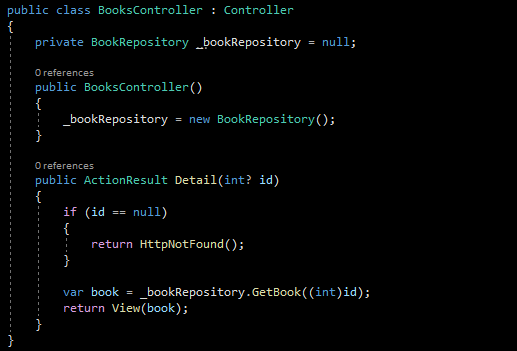 public class BooksController : Controller
{
    private BookRepository _bookRepository = null;

    0 references
    public BooksController()
    {
        _bookRepository = new BookRepository();
    }

    0 references
    public ActionResult Detail(int? id)
    {
        if (id == null)
        {
            return HttpNotFound();
        }

        var book = _bookRepository.GetBook((int)id);
        return View(book);
    }
}